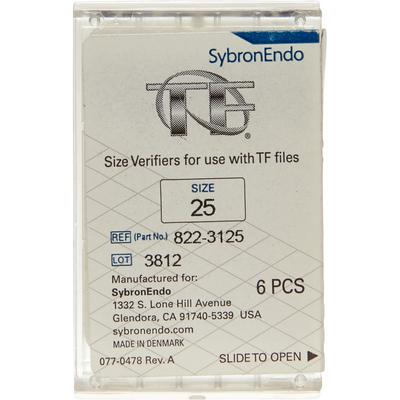 SybronEndo
TF®
Size Verifiers for use with TF files
SIZE
25
REF (Part No.) 822-3125
LOT 3812
Manufactured for:
SybronEndo
1332 S. Lone Hill Avenue
Glendora, CA 91740-5339 USA
sybronendo.com
MADE IN DENMARK
6 PCS
077-0478 Rev. A
SLIDE TO OPEN ▶